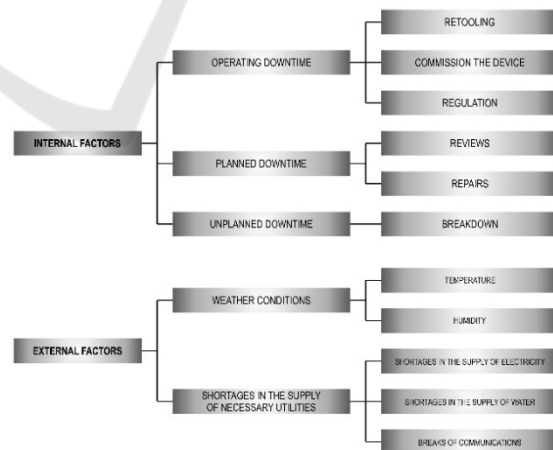 INTERNAL FACTORS
OPERATING DOWNTIME
RETOOLING
COMMISSION THE DEVICE
REGULATION
PLANNED DOWNTIME
REVIEWS
REPAIRS
UNPLANNED DOWNTIME
BREAKDOWN
EXTERNAL FACTORS
WEATHER CONDITIONS
TEMPERATURE
HUMIDITY
SHORTAGES IN THE SUPPLY
OF NECESSARY UTILITIES
SHORTAGES IN THE SUPPLY OF ELECTRICITY
SHORTAGES IN THE SUPPLY OF WATER
BREAKS OF COMMUNICATIONS